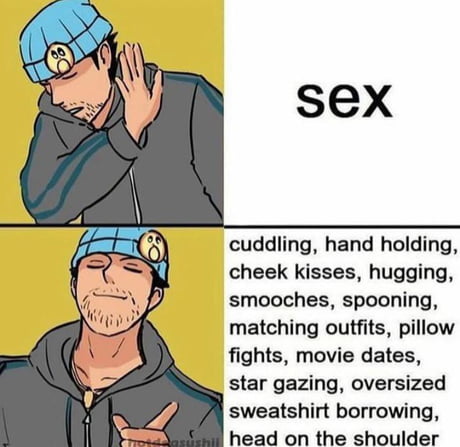 sex
cuddling, hand holding,
cheek kisses, hugging,
smooches, spooning,
matching outfits, pillow
fights, movie dates,
star gazing, oversized
sweatshirt borrowing,
head on the shoulder